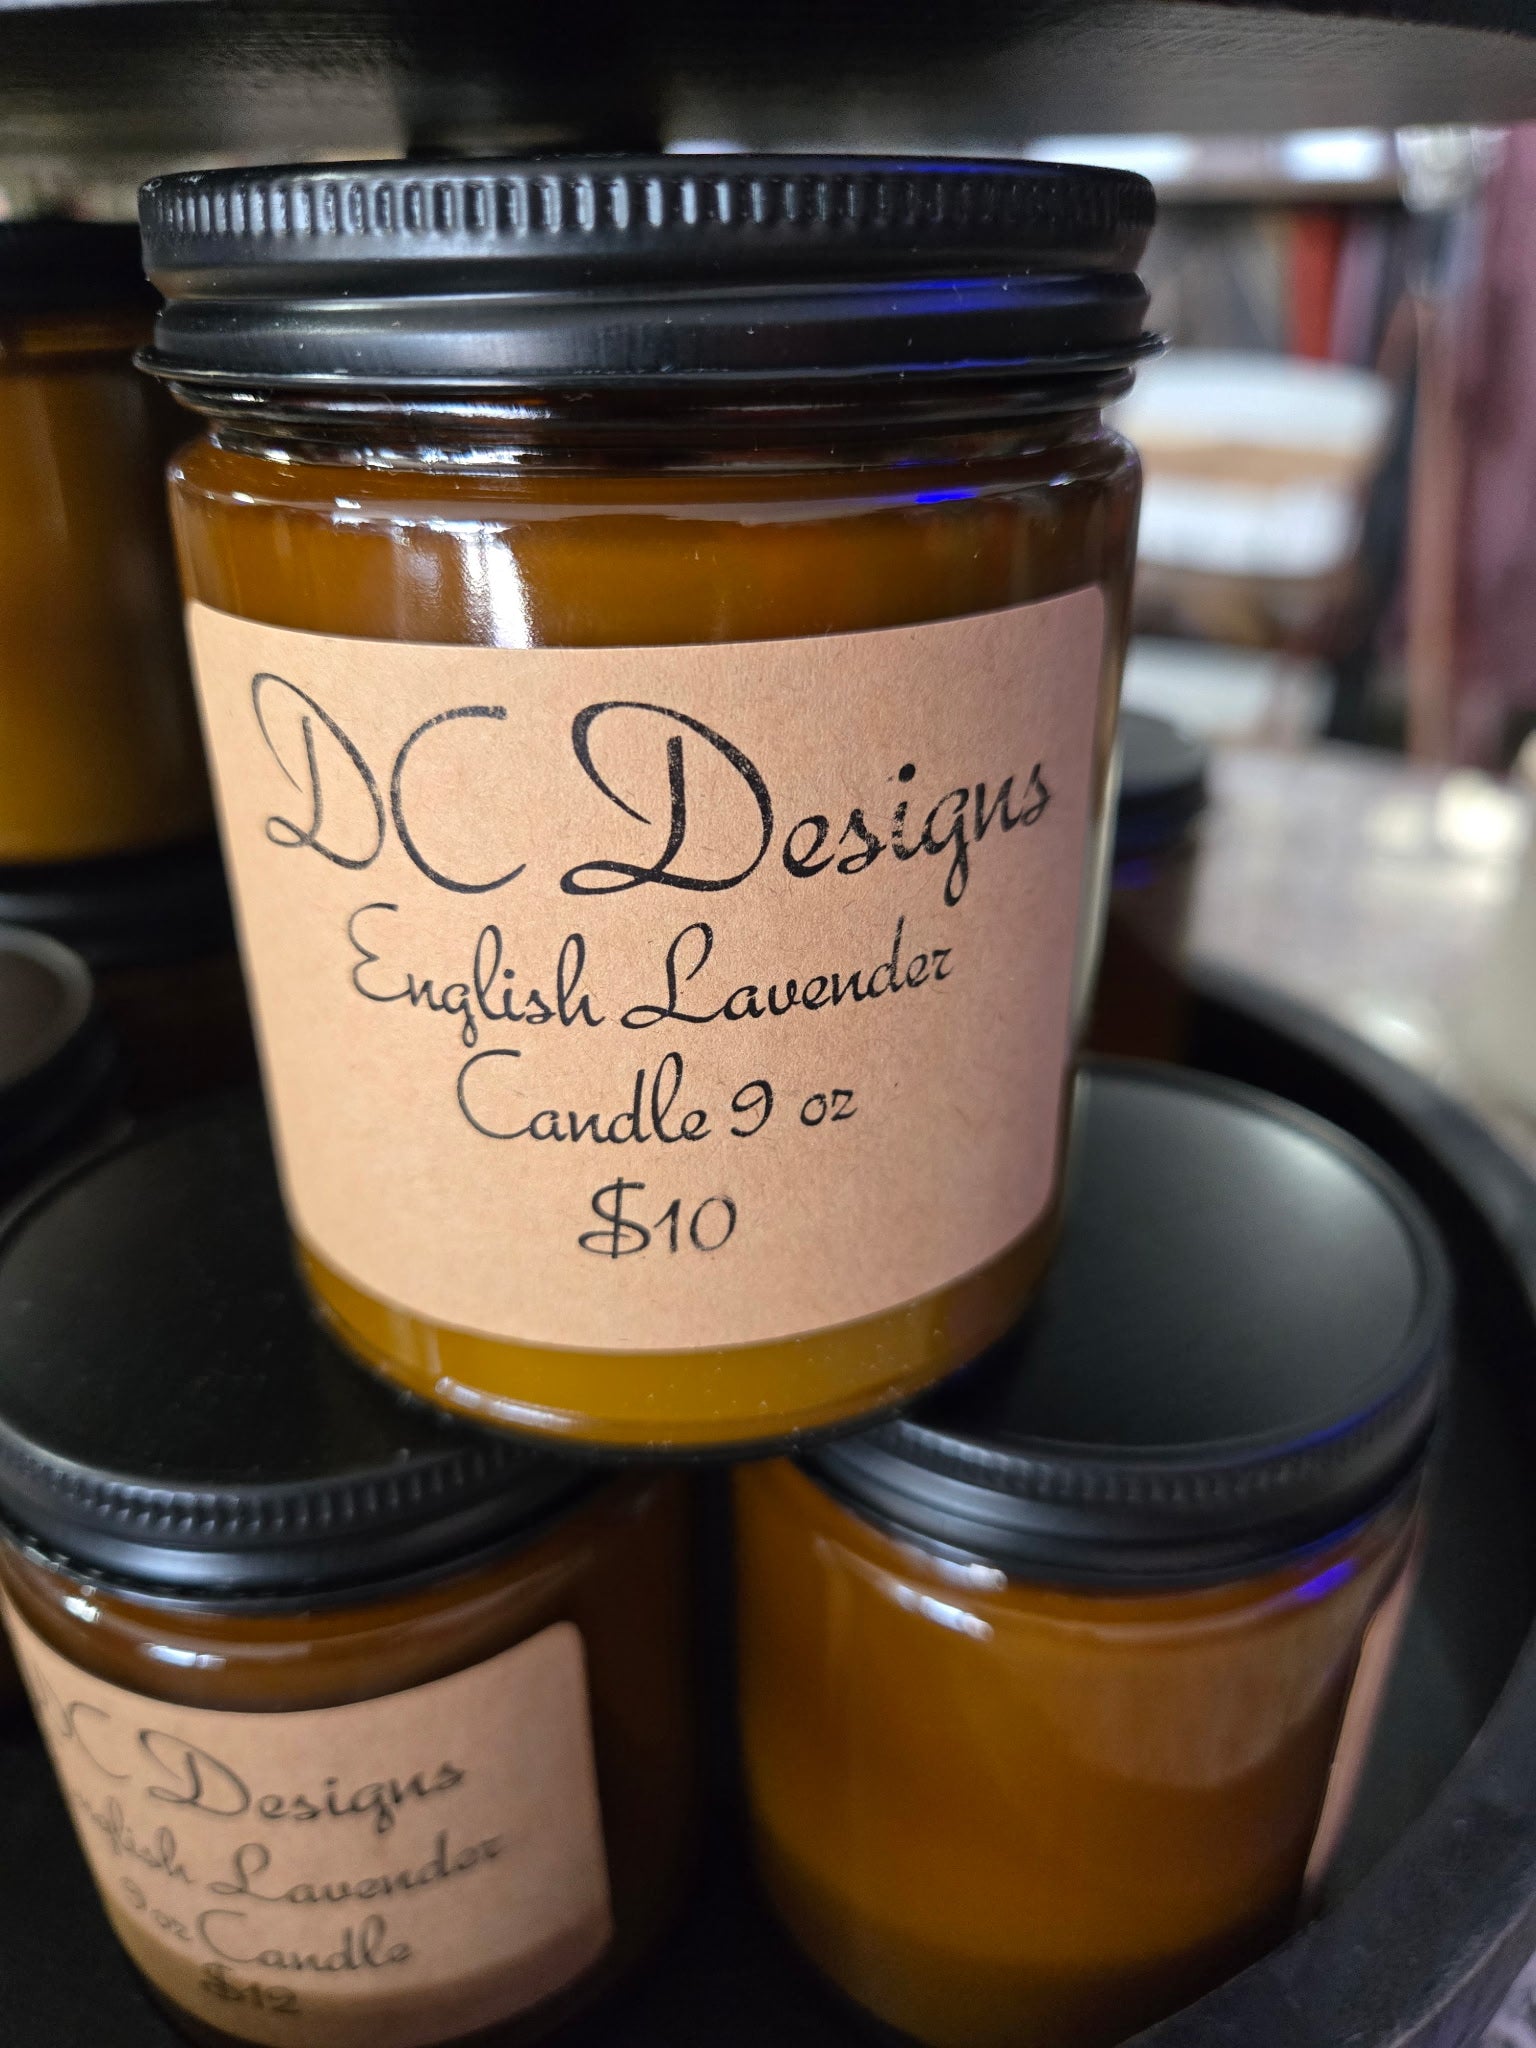 DC Designs
English Lavender
Candle 9 oz
$10
DC Designs
English Lavender
9 oz Candle
$12